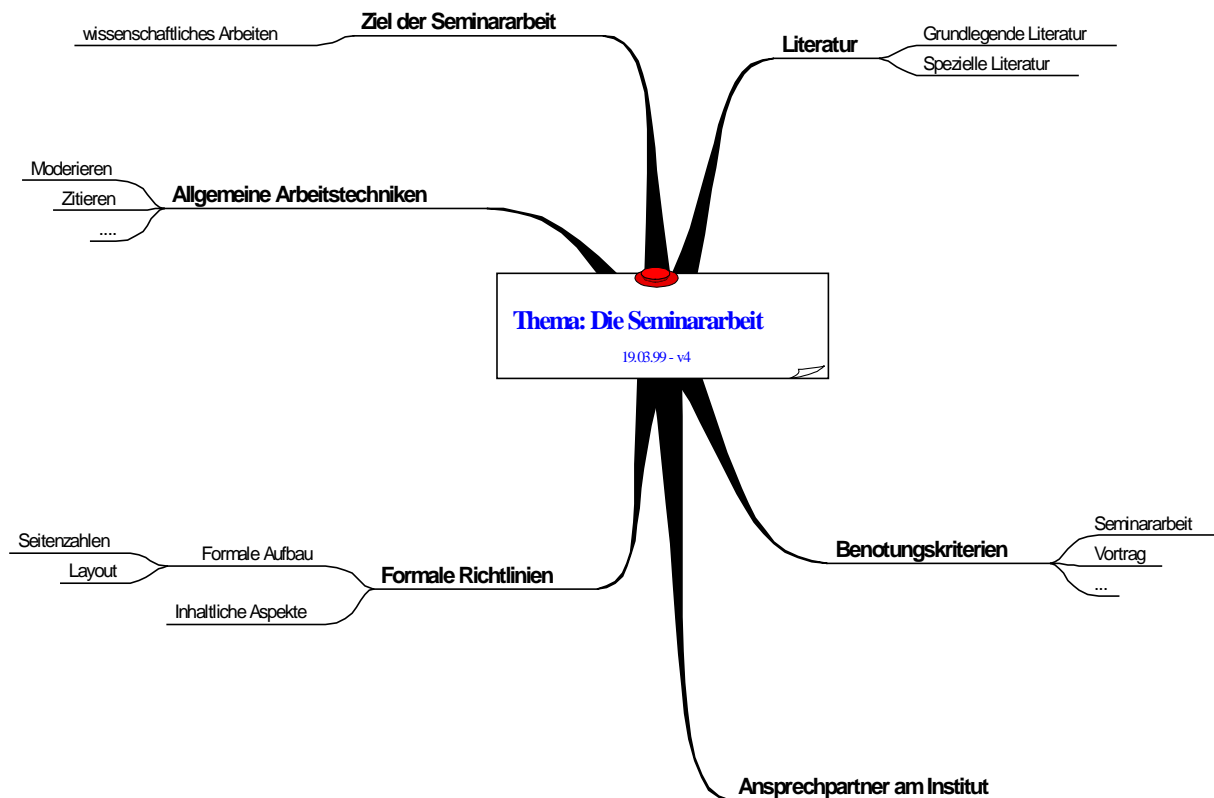 Ziel der Seminararbeit
wissenschaftliches Arbeiten
Literatur
Grundlegende Literatur
Spezielle Literatur
Allgemeine Arbeitstechniken
Moderieren
Zitieren
....
Thema: Die Seminararbeit
19.03.99 - v4
Formale Richtlinien
Formale Aufbau
Seitenzahlen
Layout
Inhaltliche Aspekte
Benotungskriterien
Seminararbeit
Vortrag
...
Ansprechpartner am Institut